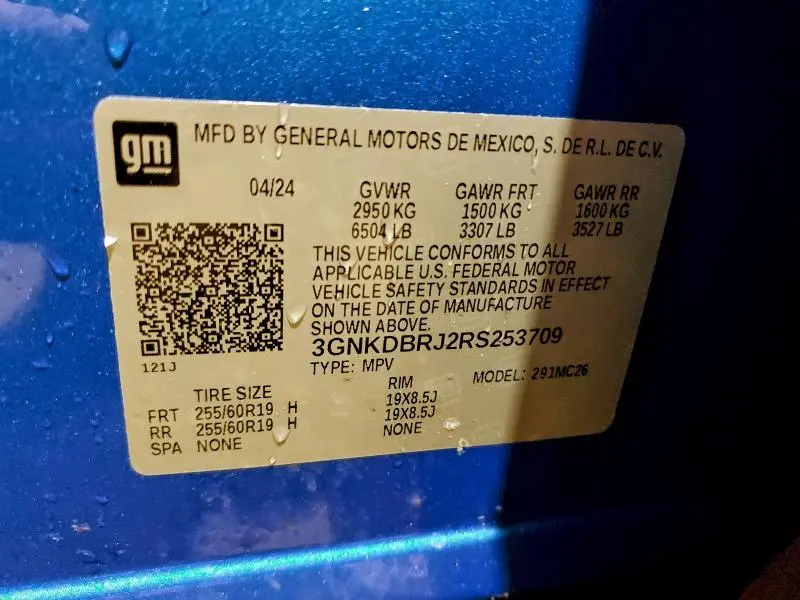 gm
MFD BY GENERAL MOTORS DE MEXICO, S. DE R.L. DE C.V.
04/24 GVWR GAWR FRT GAWR RR
2950 KG 1500 KG 1600 KG
6504 LB 3307 LB 3527 LB
THIS VEHICLE CONFORMS TO ALL
APPLICABLE U.S. FEDERAL MOTOR
VEHICLE SAFETY STANDARDS IN EFFECT
ON THE DATE OF MANUFACTURE
SHOWN ABOVE.
3GNKDBRJ2RS253709
121J TYPE: MPV MODEL: 291MC26
TIRE SIZE RIM
FRT 255/60R19 H 19X8.5J
RR 255/60R19 H 19X8.5J
SPA NONE NONE